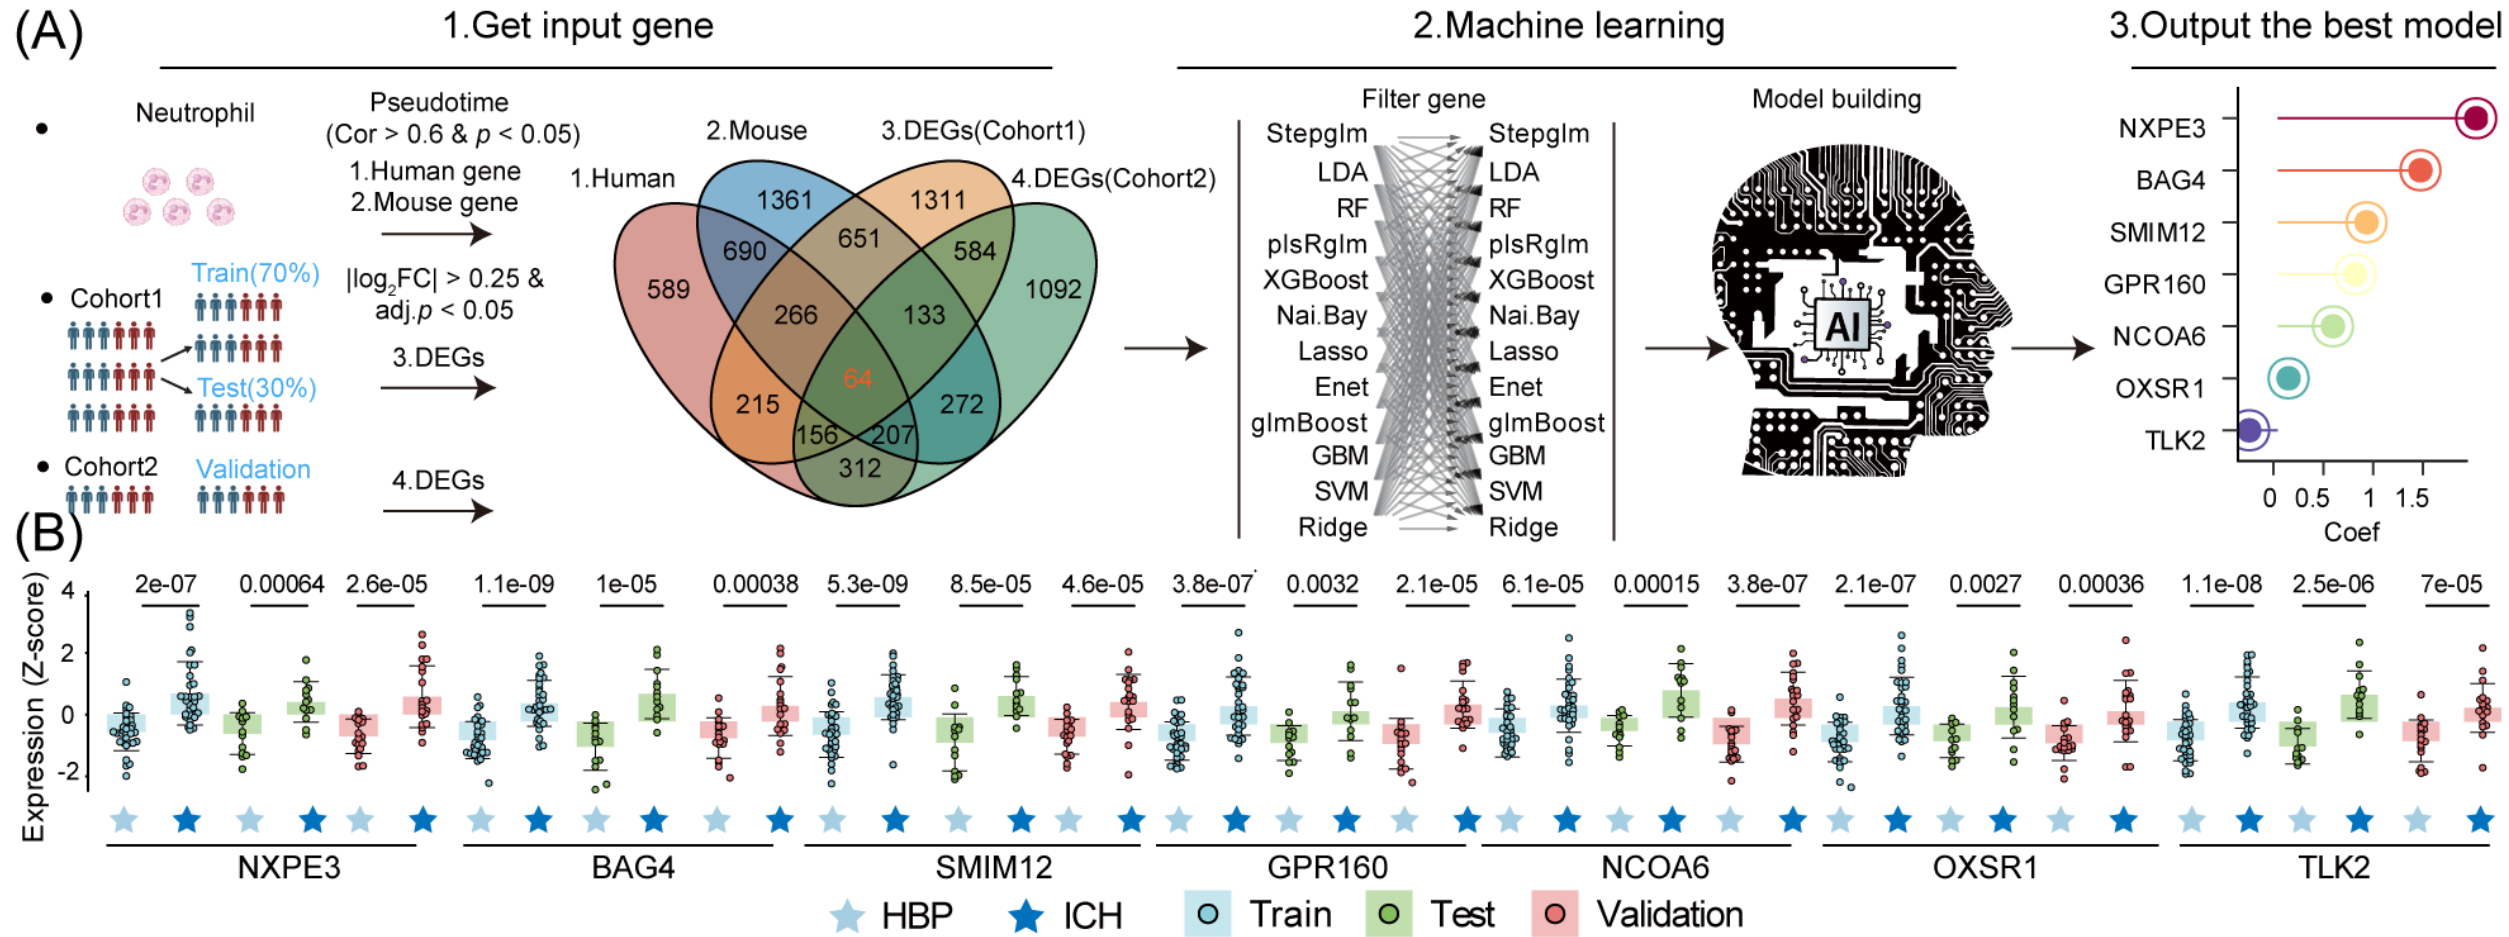 (A)
1.Get input gene
2.Machine learning
3.Output the best model
Neutrophil
Pseudotime
(Cor > 0.6 & p < 0.05)
1.Human gene
2.Mouse gene
Cohort1
Train(70%)
Test(30%)
|log2FC| > 0.25 &
adj.p < 0.05
3.DEGs
Cohort2
Validation
4.DEGs
1.Human
2.Mouse
3.DEGs(Cohort1)
4.DEGs(Cohort2)
1361
1311
690
651
584
589
1092
266
133
64
215
272
156
207
312
Filter gene
Stepglm
LDA
RF
plsRglm
XGBoost
Nai.Bay
Lasso
Enet
glmBoost
GBM
SVM
Ridge
Stepglm
LDA
RF
plsRglm
XGBoost
Nai.Bay
Lasso
Enet
glmBoost
GBM
SVM
Ridge
Model building
AI
NXPE3
BAG4
SMIM12
GPR160
NCOA6
OXSR1
TLK2
0 0.5 1 1.5
Coef
(B)
Expression (Z-score)
4
2
0
-2
2e-07 0.00064 2.6e-05 1.1e-09 1e-05 0.00038 5.3e-09 8.5e-05 4.6e-05 3.8e-07 0.0032 2.1e-05 6.1e-05 0.00015 3.8e-07 2.1e-07 0.0027 0.00036 1.1e-08 2.5e-06 7e-05
NXPE3 BAG4 SMIM12 GPR160 NCOA6 OXSR1 TLK2
HBP ICH Train Test Validation